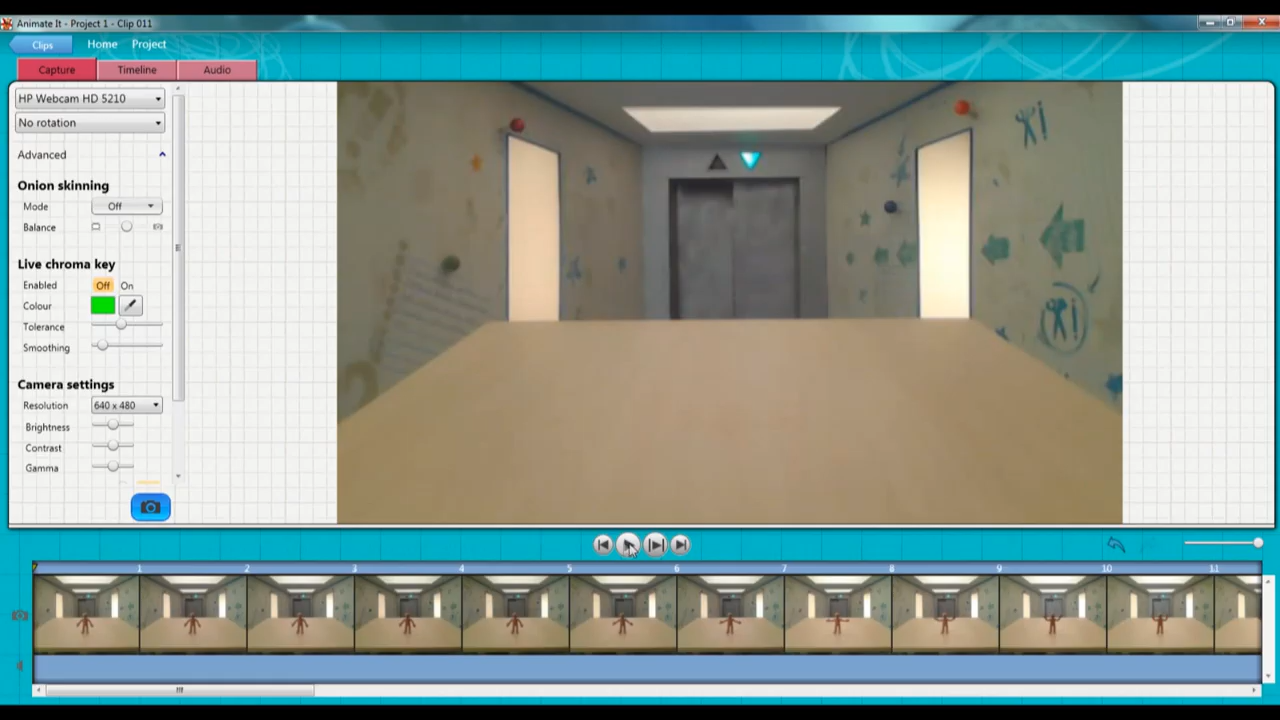 Animate It - Project 1 - Clip 011
Clips Home Project
Capture Timeline Audio
HP Webcam HD 5210
No rotation
Advanced
Onion skinning
Mode Off
Balance
Live chroma key
Enabled Off On
Colour
Tolerance
Smoothing
Camera settings
Resolution 640 x 480
Brightness
Contrast
Gamma
1 2 3 4 5 6 7 8 9 10 11